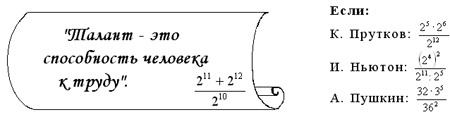 "Талант - это
способность человека
к труду".
(2^11 + 2^12) / 2^10
Если:
К. Прутков: (2^5 · 2^6) / 2^12
И. Ньютон: (2^4)^2 / (2^11 : 2^5)
А. Пушкин: (32 · 3^5) / 36^2